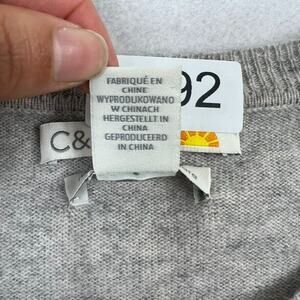 FABRIQUÉ EN
CHINE
WYPRODUKOWANO
W CHINACH
HERGESTELLT IN
CHINA
GEPRODUCEERD
IN CHINA
92
C&